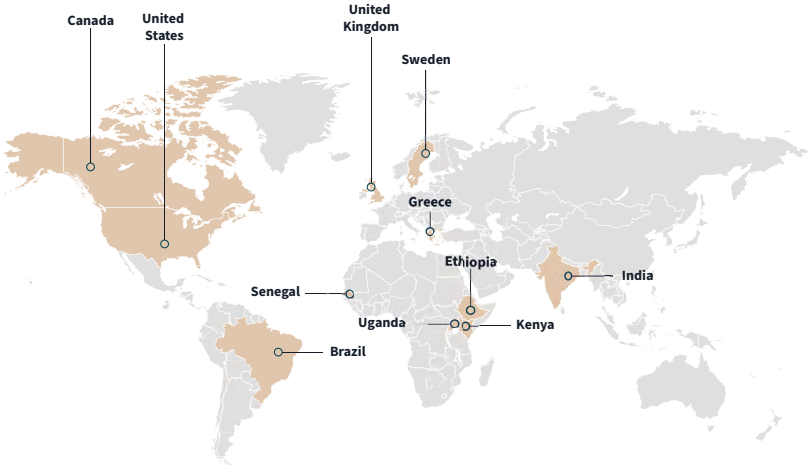 Canada
United
States
United
Kingdom
Sweden
Greece
Ethiopia
India
Senegal
Uganda
Kenya
Brazil